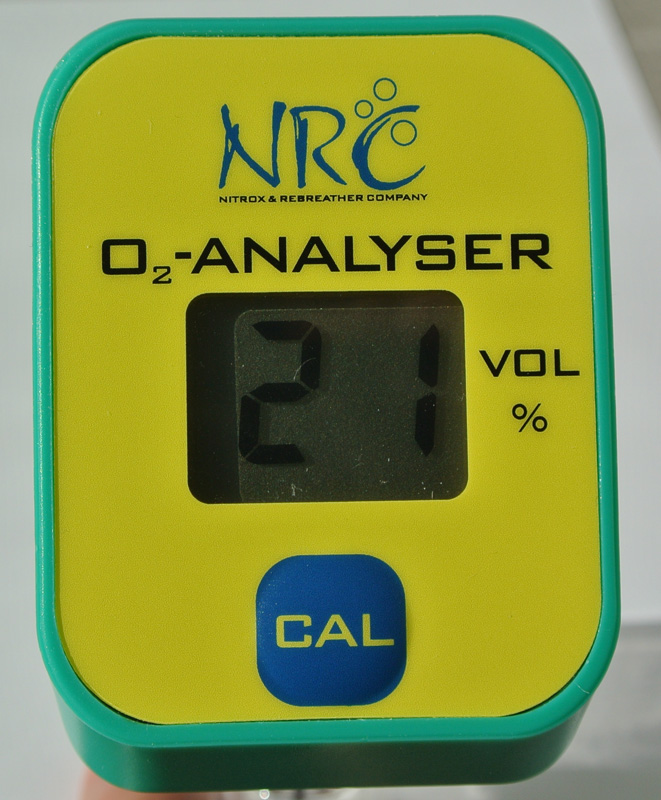 NRC
NITROX & REBREATHER COMPANY
O₂-ANALYSER
21
VOL
%
CAL